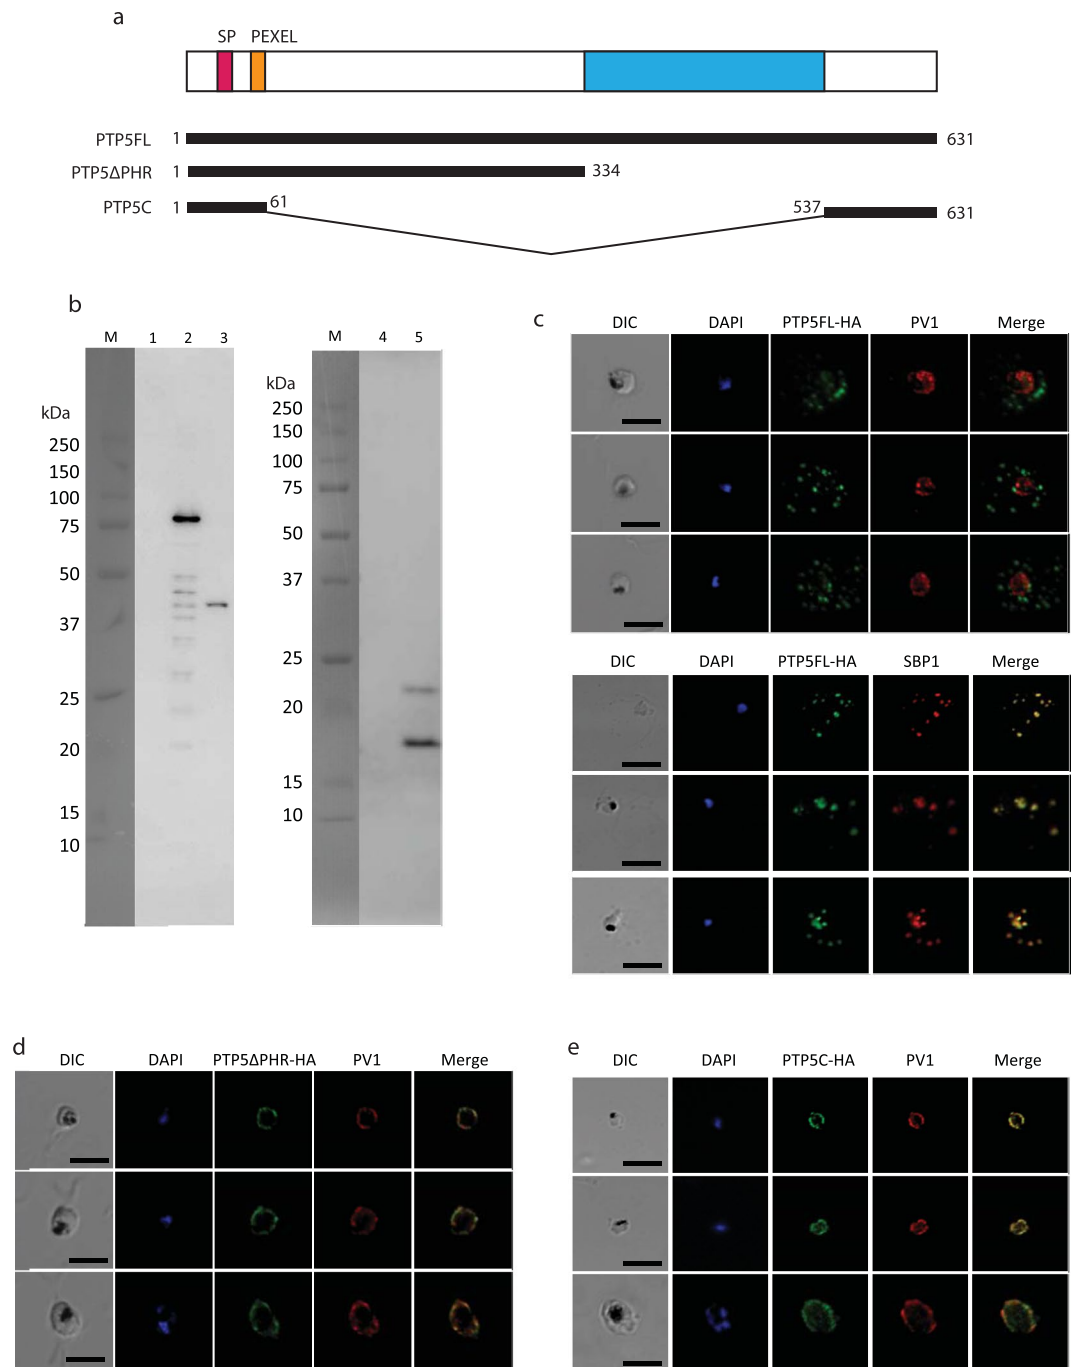 a
SP PEXEL
PTP5FL 1 631
PTP5ΔPHR 1 334
PTP5C 1 61 537 631
b
M 1 2 3
kDa
250
150
100
75
50
37
25
20
15
10
M 4 5
kDa
250
150
100
75
50
37
25
20
15
10
c
DIC DAPI PTP5FL-HA PV1 Merge
DIC DAPI PTP5FL-HA SBP1 Merge
d
DIC DAPI PTP5ΔPHR-HA PV1 Merge
e
DIC DAPI PTP5C-HA PV1 Merge